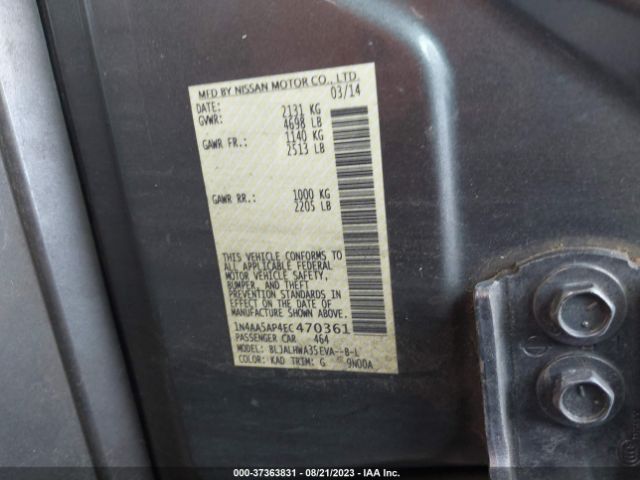 MFD BY NISSAN MOTOR CO., LTD.
DATE: 03/14
GVWR: 2131 KG
4698 LB
GAWR FR.: 1140 KG
2513 LB
GAWR RR.: 1000 KG
2205 LB
THIS VEHICLE CONFORMS TO
ALL APPLICABLE FEDERAL
MOTOR VEHICLE SAFETY,
BUMPER, AND THEFT
PREVENTION STANDARDS IN
EFFECT ON THE DATE OF
MANUFACTURE SHOWN ABOVE.
1N4AA5AP4EC470361
PASSENGER CAR 464
MODEL: BLJALHWA35EVA--B-L
COLOR: KAD TRIM: G 9N00A
000-37363831 - 08/21/2023 - IAA Inc.